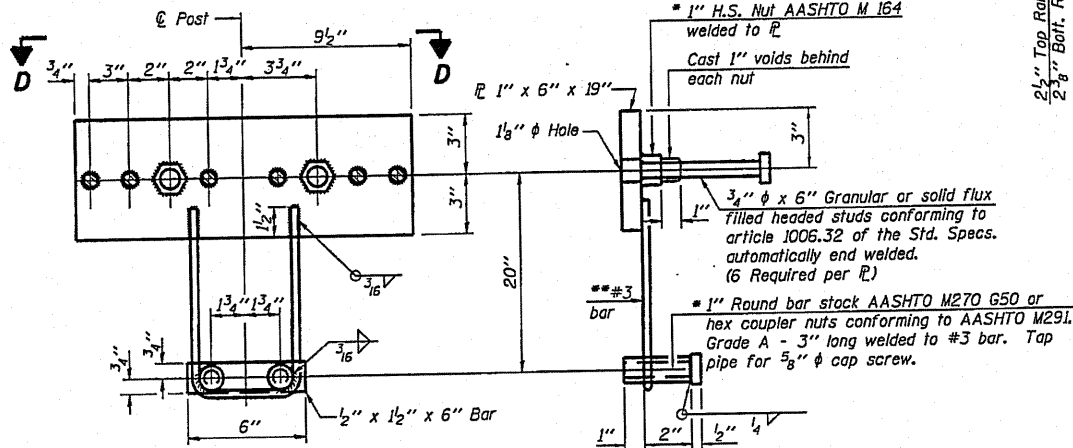 ℄ Post
9½"
D
D
¾"
3"
2"
2"
1¾"
3¾"
3"
3"
1½"
3/16
20"
1¾"
1¾"
3/16
¾"
¾"
½" x 1½" x 6" Bar
6"
* 1" H.S. Nut AASHTO M 164
welded to ℞
Cast 1" voids behind
each nut
℞ 1" x 6" x 19"
1⅛" ϕ Hole
3"
1"
¾" ϕ x 6" Granular or solid flux
filled headed studs conforming to
article 1006.32 of the Std. Specs.
automatically end welded.
(6 Required per ℞)
**#3
bar
* 1" Round bar stock AASHTO M270 G50 or
hex coupler nuts conforming to AASHTO M291,
Grade A - 3" long welded to #3 bar. Tap
pipe for ⅝" ϕ cap screw.
1"
2"
½"
¼
2½" Top
2⅜" Bott.